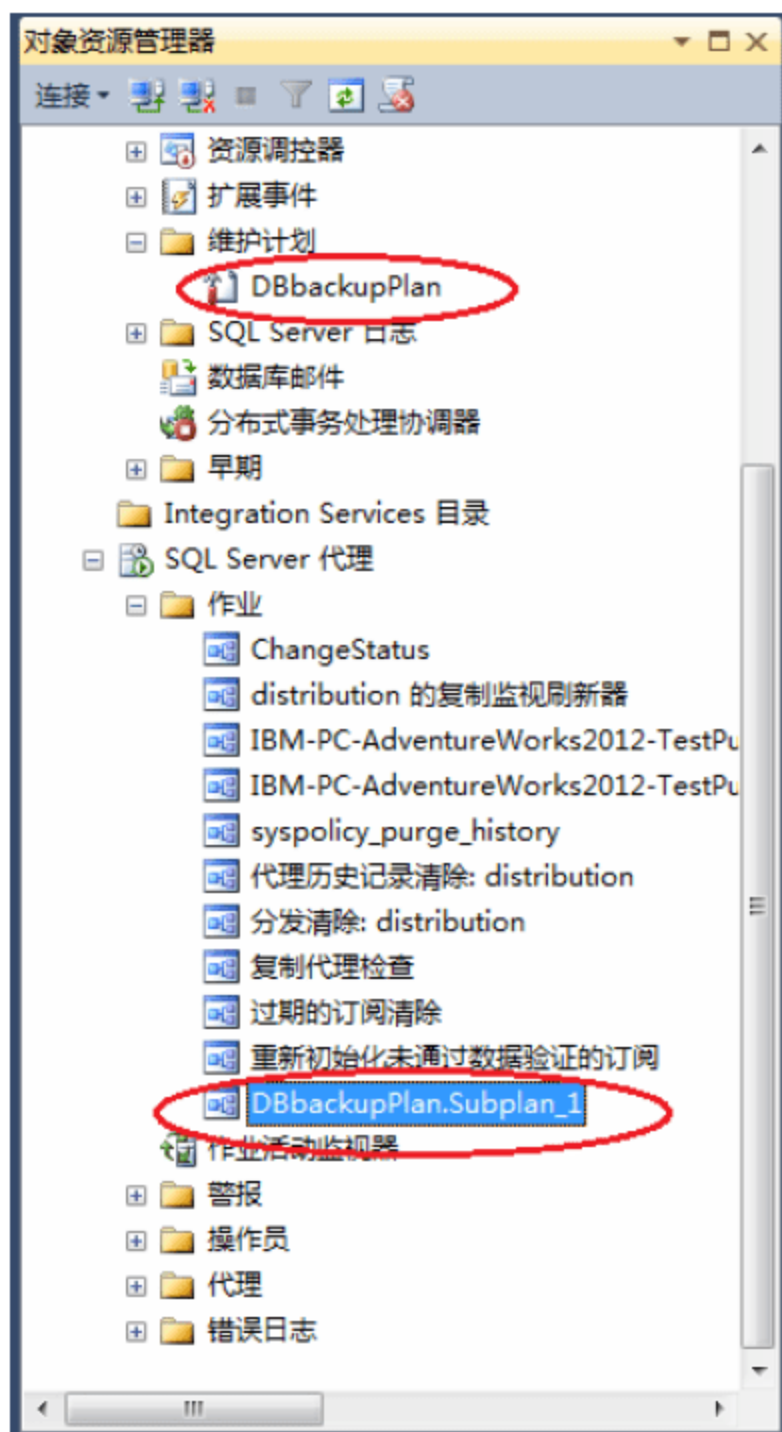 对象资源管理器
连接
资源调控器
扩展事件
维护计划
DBbackupPlan
SQL Server 日志
数据库邮件
分布式事务处理协调器
早期
Integration Services 目录
SQL Server 代理
作业
ChangeStatus
distribution 的复制监视刷新器
IBM-PC-AdventureWorks2012-TestPu
IBM-PC-AdventureWorks2012-TestPu
syspolicy_purge_history
代理历史记录清除: distribution
分发清除: distribution
复制代理检查
过期的订阅清除
重新初始化未通过数据验证的订阅
DBbackupPlan.Subplan_1
作业活动监视器
警报
操作员
代理
错误日志